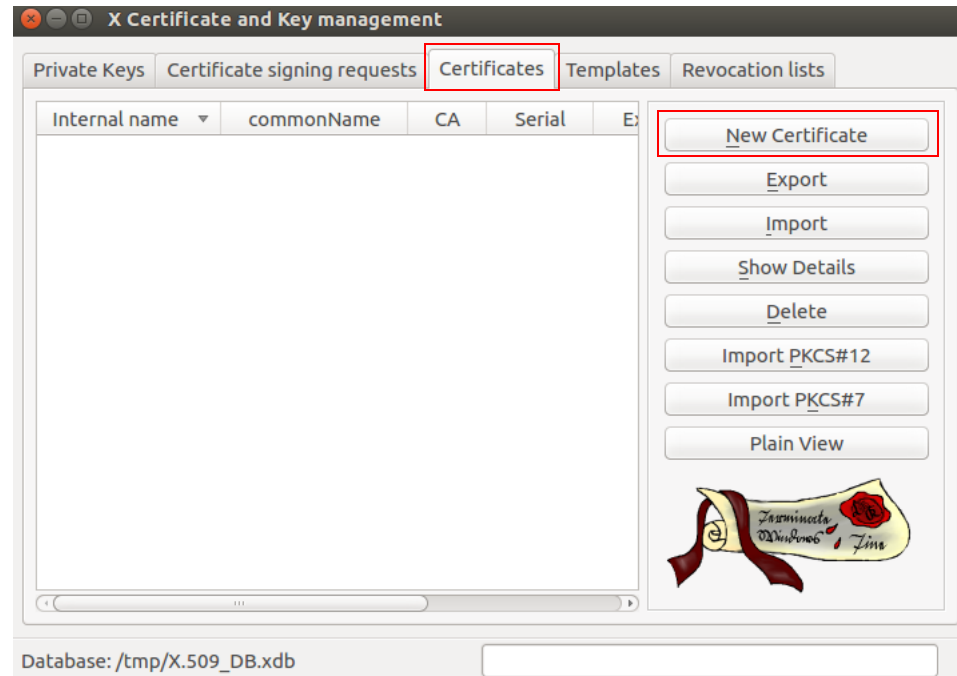 X Certificate and Key management
Private Keys Certificate signing requests Certificates Templates Revocation lists
Internal name commonName CA Serial
New Certificate
Export
Import
Show Details
Delete
Import PKCS#12
Import PKCS#7
Plain View
Database: /tmp/X.509_DB.xdb